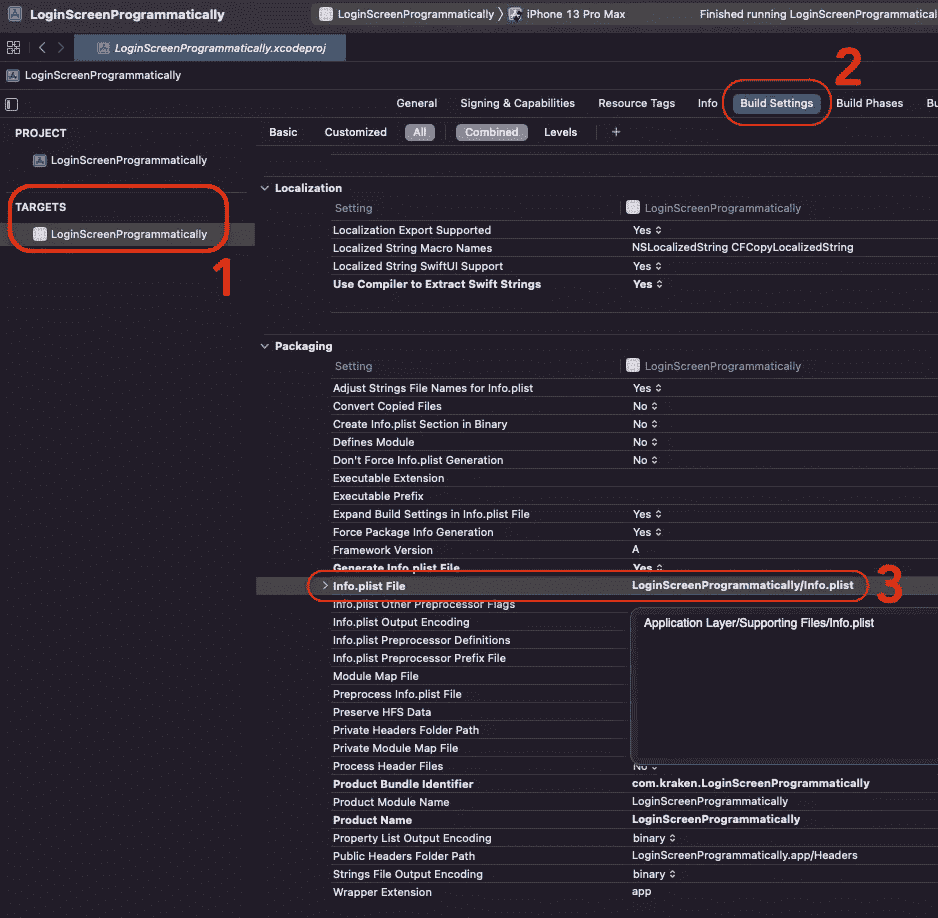 LoginScreenProgrammatically
LoginScreenProgrammatically 〉 iPhone 13 Pro Max
Finished running LoginScreenProgrammatical
LoginScreenProgrammatically.xcodeproj
LoginScreenProgrammatically
2
General Signing & Capabilities Resource Tags Info Build Settings Build Phases Bu
PROJECT
LoginScreenProgrammatically
TARGETS
LoginScreenProgrammatically
1
Basic Customized All Combined Levels +
Localization
Setting LoginScreenProgrammatically
Localization Export Supported Yes
Localized String Macro Names NSLocalizedString CFCopyLocalizedString
Localized String SwiftUI Support Yes
Use Compiler to Extract Swift Strings Yes
Packaging
Setting LoginScreenProgrammatically
Adjust Strings File Names for Info.plist Yes
Convert Copied Files No
Create Info.plist Section in Binary No
Defines Module No
Don't Force Info.plist Generation No
Executable Extension
Executable Prefix
Expand Build Settings in Info.plist File Yes
Force Package Info Generation Yes
Framework Version A
Generate Info.plist File Yes
Info.plist File LoginScreenProgrammatically/Info.plist 3
Info.plist Other Preprocessor Flags
Application Layer/Supporting Files/Info.plist
Info.plist Output Encoding
Info.plist Preprocessor Definitions
Info.plist Preprocessor Prefix File
Module Map File
Preprocess Info.plist File
Preserve HFS Data
Private Headers Folder Path
Private Module Map File
Process Header Files No
Product Bundle Identifier com.kraken.LoginScreenProgrammatically
Product Module Name LoginScreenProgrammatically
Product Name LoginScreenProgrammatically
Property List Output Encoding binary
Public Headers Folder Path LoginScreenProgrammatically.app/Headers
Strings File Output Encoding binary
Wrapper Extension app